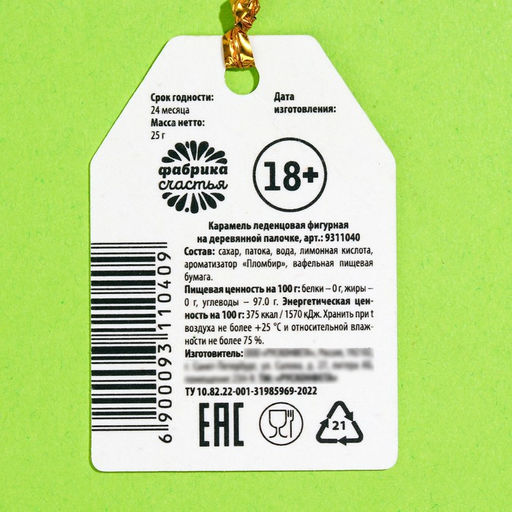 Срок годности:
24 месяца
Масса нетто:
25 г
Дата
изготовления:
фабрика
счастья
18+
Карамель леденцовая фигурная
на деревянной палочке, арт.: 9311040
Состав: сахар, патока, вода, лимонная кислота,
ароматизатор «Пломбир», вафельная пищевая
бумага.
Пищевая ценность на 100 г: белки – 0 г, жиры –
0 г, углеводы – 97.0 г. Энергетическая цен-
ность на 100 г: 375 ккал / 1570 кДж. Хранить при t
воздуха не более +25 °С и относительной влаж-
ности не более 75 %.
Изготовитель:
ТУ 10.82.22-001-31985969-2022
EAC
21
6900093110409